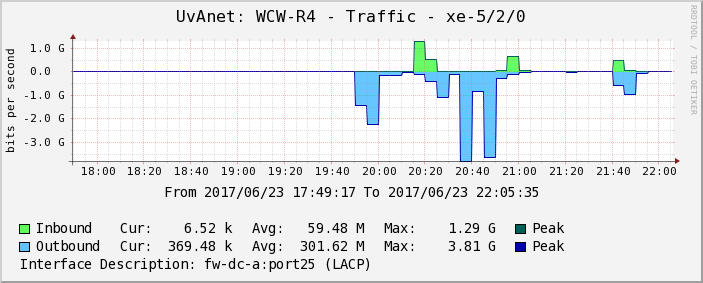 UvAnet: WCW-R4 - Traffic - xe-5/2/0
RRDTOOL / TOBI OETIKER
bits per second
1.0 G
0.0
-1.0 G
-2.0 G
-3.0 G
18:00 18:20 18:40 19:00 19:20 19:40 20:00 20:20 20:40 21:00 21:20 21:40 22:00
From 2017/06/23 17:49:17 To 2017/06/23 22:05:35
Inbound Cur: 6.52 k Avg: 59.48 M Max: 1.29 G Peak
Outbound Cur: 369.48 k Avg: 301.62 M Max: 3.81 G Peak
Interface Description: fw-dc-a:port25 (LACP)